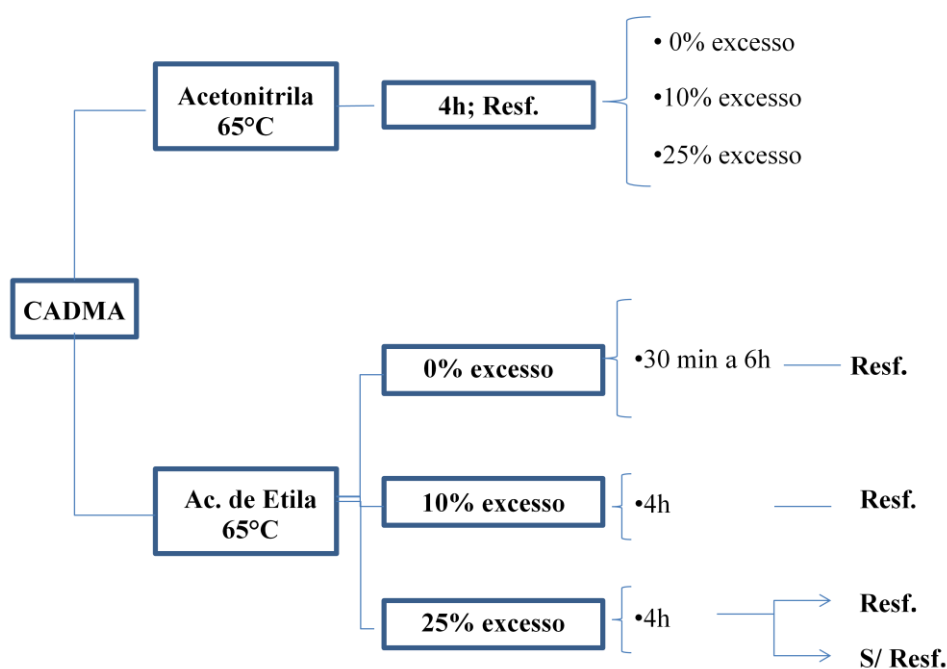 Acetonitrila
65°C
4h; Resf.
• 0% excesso
•10% excesso
•25% excesso
CADMA
0% excesso
•30 min a 6h
Resf.
Ac. de Etila
65°C
10% excesso
•4h
Resf.
25% excesso
•4h
Resf.
S/ Resf.